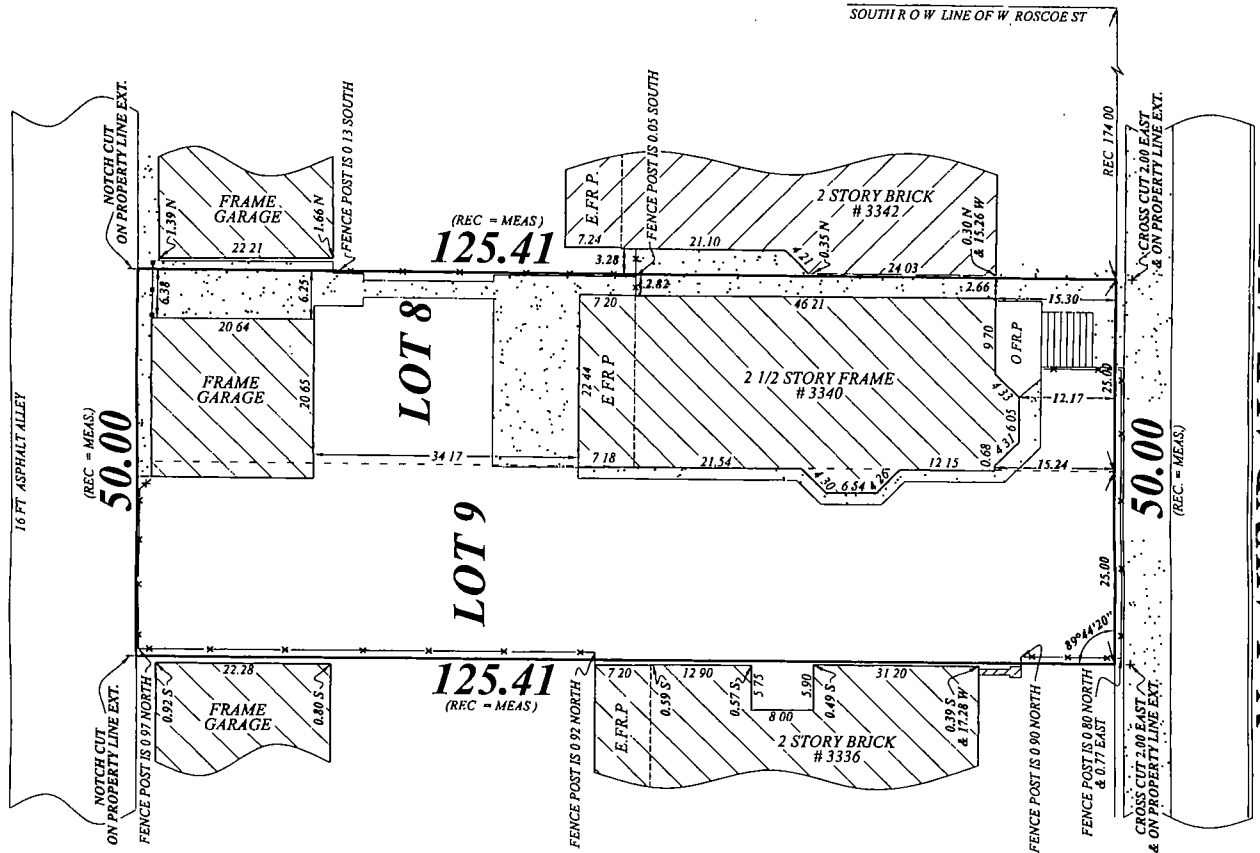 SOUTH R O W LINE OF W ROSCOE ST
16 FT ASPHALT ALLEY
NOTCH CUT
ON PROPERTY LINE EXT.
FENCE POST IS 0 13 SOUTH
FENCE POST IS 0.05 SOUTH
REC 174 00
CROSS CUT 2.00 EAST
& ON PROPERTY LINE EXT.
FRAME
GARAGE
1.39 N
1.66 N
22 21
(REC = MEAS)
125.41
E.FR P
7.24
3.28
21.10
4 21
0.35 N
2 STORY BRICK
# 3342
24 03
0.30 N
& 15.26 W
6.38
6.25
20 64
FRAME
GARAGE
20 65
(REC = MEAS.)
50.00
LOT 8
34 17
7 20
2.82
46 21
2.66
15.30
22 44
E FR P
2 1/2 STORY FRAME
# 3340
9 70
O FR.P
4 33
6 05
4 31
0.68
12.17
25.00
7 18
21.54
4 30
6 54
4 26
12 15
15.24
LOT 9
50.00
(REC. = MEAS.)
25.00
89°44'20"
NOTCH CUT
ON PROPERTY LINE EXT.
FENCE POST IS 0 97 NORTH
0.92 S
22.28
0.80 S
FRAME
GARAGE
125.41
(REC = MEAS)
FENCE POST IS 0 92 NORTH
7 20
E.FR.P
0.59 S
12 90
0.57 S
5 75
8 00
5.90
0.49 S
31 20
2 STORY BRICK
# 3336
0.39 S
& 17.28 W
FENCE POST IS 0 90 NORTH
FENCE POST IS 0 80 NORTH
& 0.77 EAST
CROSS CUT 2.00 EAST
& ON PROPERTY LINE EXT.